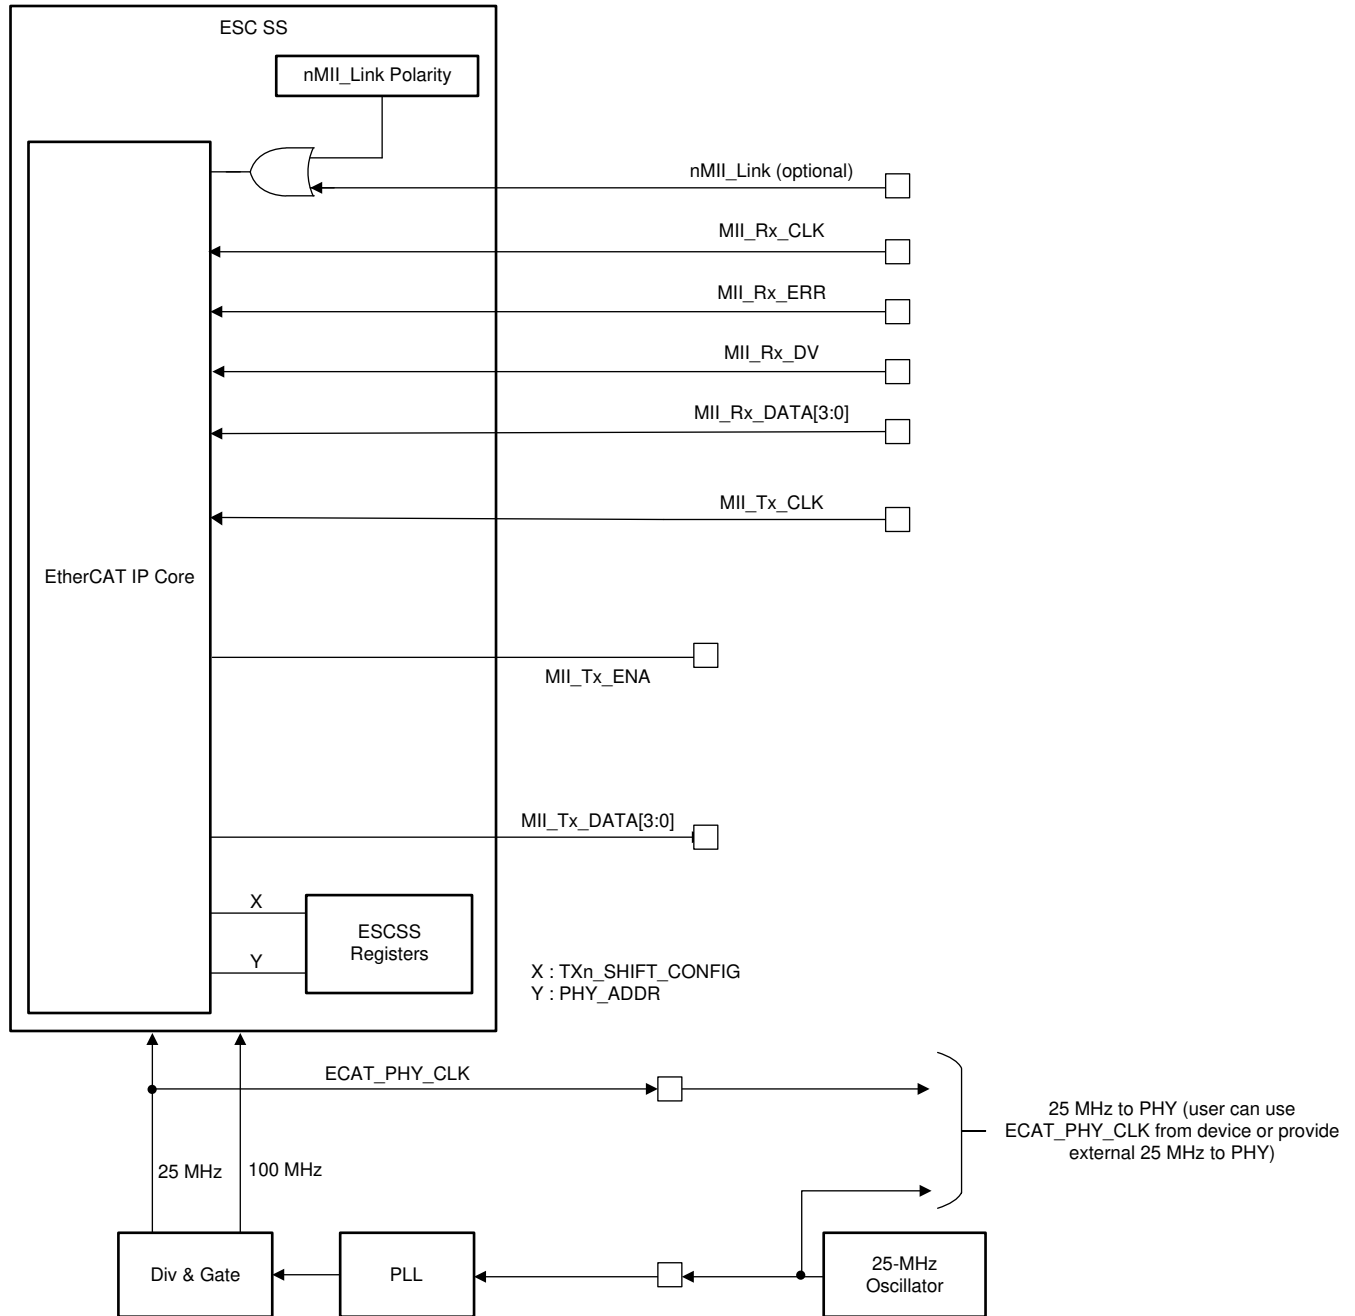 ESC SS
nMII_Link Polarity
nMII_Link (optional)
MII_Rx_CLK
MII_Rx_ERR
MII_Rx_DV
MII_Rx_DATA[3:0]
MII_Tx_CLK
EtherCAT IP Core
MII_Tx_ENA
MII_Tx_DATA[3:0]
X
ESCSS
Registers
Y
X : TXn_SHIFT_CONFIG
Y : PHY_ADDR
ECAT_PHY_CLK
25 MHz to PHY (user can use
ECAT_PHY_CLK from device or provide
external 25 MHz to PHY)
25 MHz
100 MHz
Div & Gate
PLL
25-MHz
Oscillator